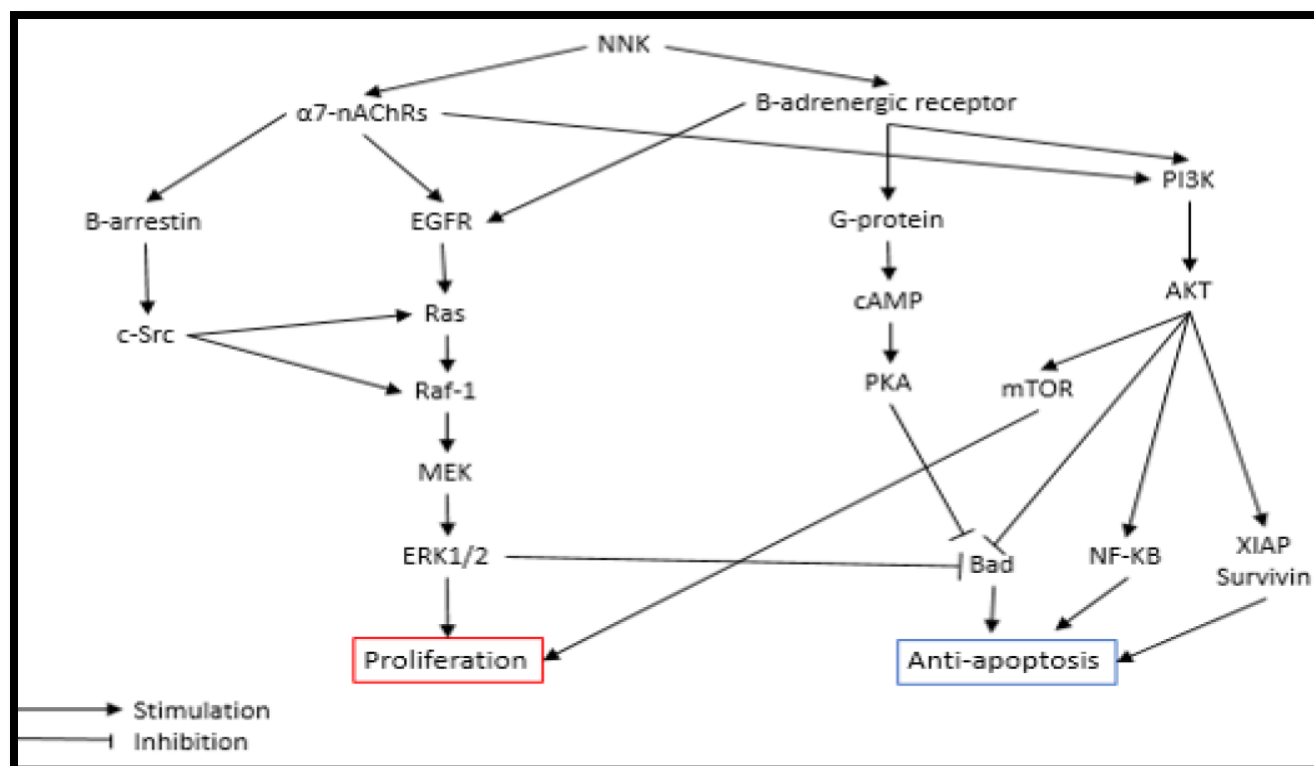 NNK
α7-nAChRs
B-adrenergic receptor
PI3K
B-arrestin
EGFR
G-protein
cAMP
AKT
c-Src
Ras
Raf-1
PKA
mTOR
MEK
ERK1/2
Bad
NF-KB
XIAP
Survivin
Proliferation
Anti-apoptosis
Stimulation
Inhibition